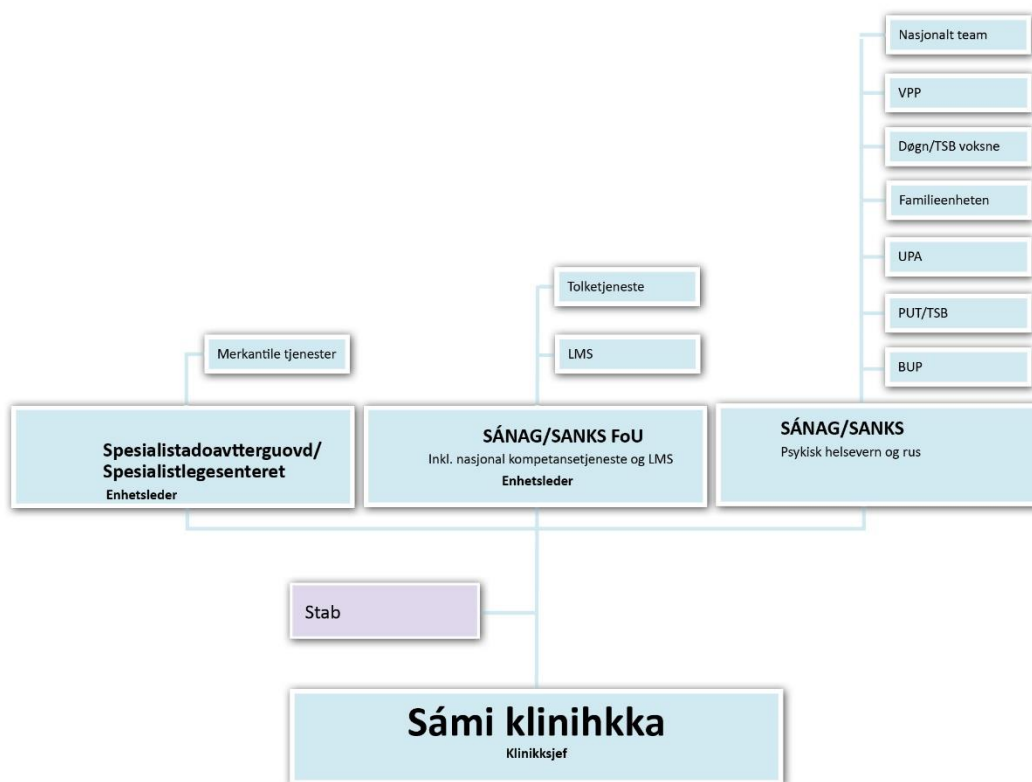 Nasjonalt team
VPP
Døgn/TSB voksne
Familieenheten
UPA
Tolketjeneste
PUT/TSB
Merkantile tjenester
LMS
BUP
Spesialistadoavtterguovd/
Spesialistlegesenteret
Enhetsleder
SÁNAG/SANKS FoU
Inkl. nasjonal kompetansetjeneste og LMS
Enhetsleder
SÁNAG/SANKS
Psykisk helsevern og rus
Stab
Sámi klinihkka
Klinikksjef